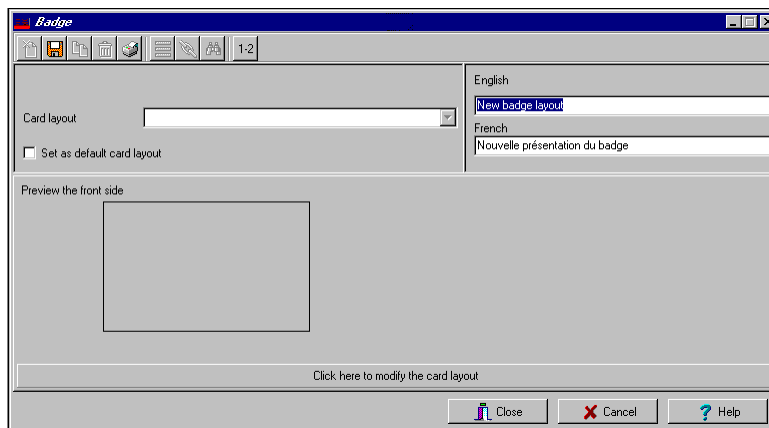 Badge
1-2
English
New badge layout
Card layout
French
Nouvelle présentation du badge
Set as default card layout
Preview the front side
Click here to modify the card layout
Close
Cancel
? Help